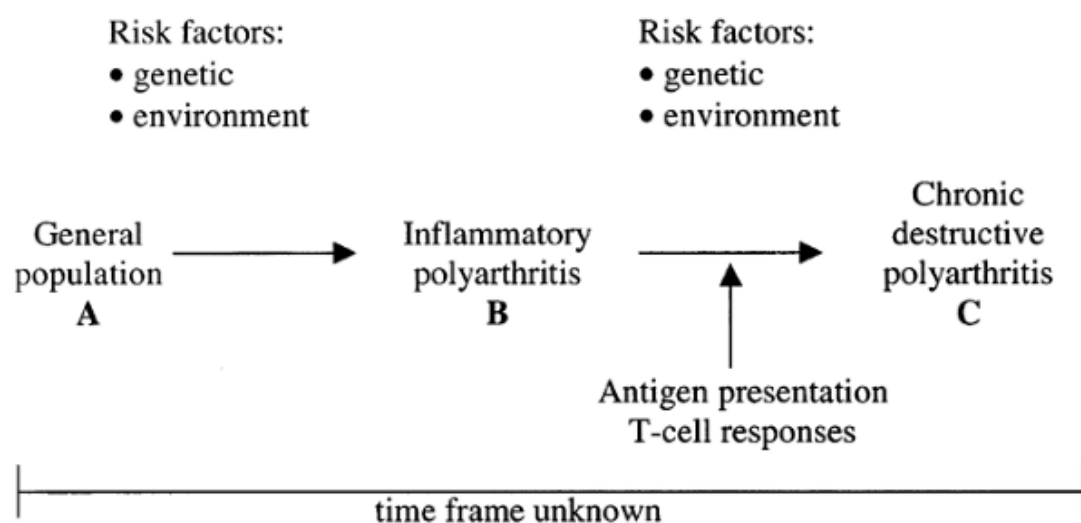 Risk factors:
• genetic
• environment
Risk factors:
• genetic
• environment
General
population
A
Inflammatory
polyarthritis
B
Chronic
destructive
polyarthritis
C
Antigen presentation
T-cell responses
time frame unknown